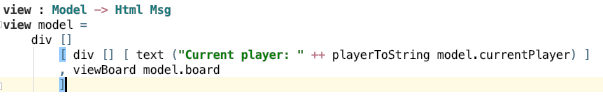 view : Model -> Html Msg
view model =
    div []
        [ div [] [ text ("Current player: " ++ playerToString model.currentPlayer) ]
        , viewBoard model.board
        ]